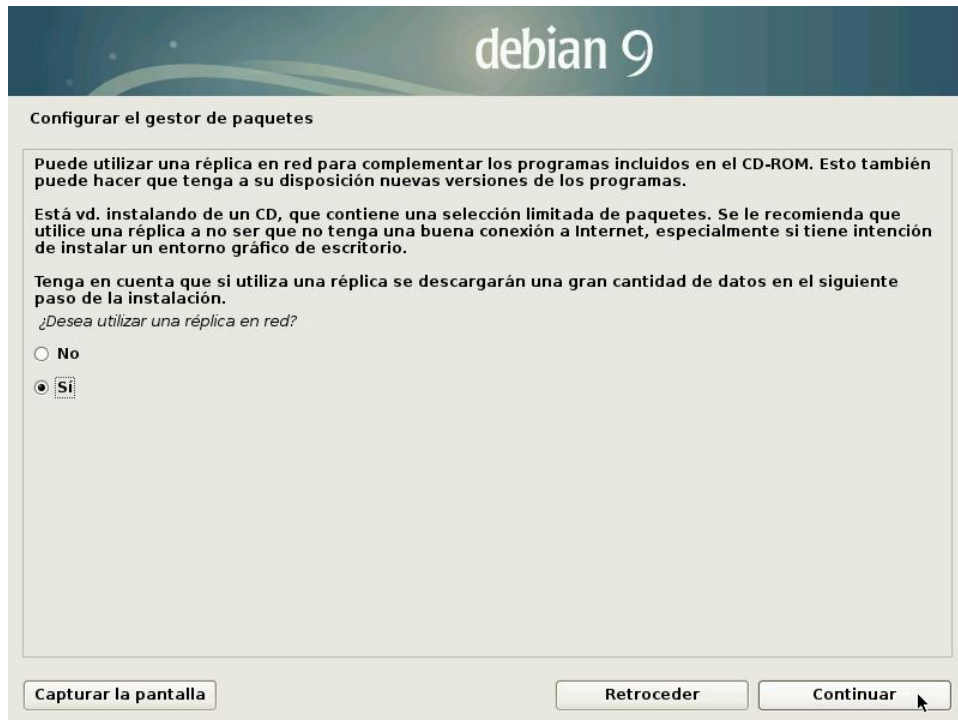 debian 9
Configurar el gestor de paquetes
Puede utilizar una réplica en red para complementar los programas incluidos en el CD-ROM. Esto también
puede hacer que tenga a su disposición nuevas versiones de los programas.
Está vd. instalando de un CD, que contiene una selección limitada de paquetes. Se le recomienda que
utilice una réplica a no ser que no tenga una buena conexión a Internet, especialmente si tiene intención
de instalar un entorno gráfico de escritorio.
Tenga en cuenta que si utiliza una réplica se descargarán una gran cantidad de datos en el siguiente
paso de la instalación.
¿Desea utilizar una réplica en red?
No
Sí
Capturar la pantalla
Retroceder
Continuar